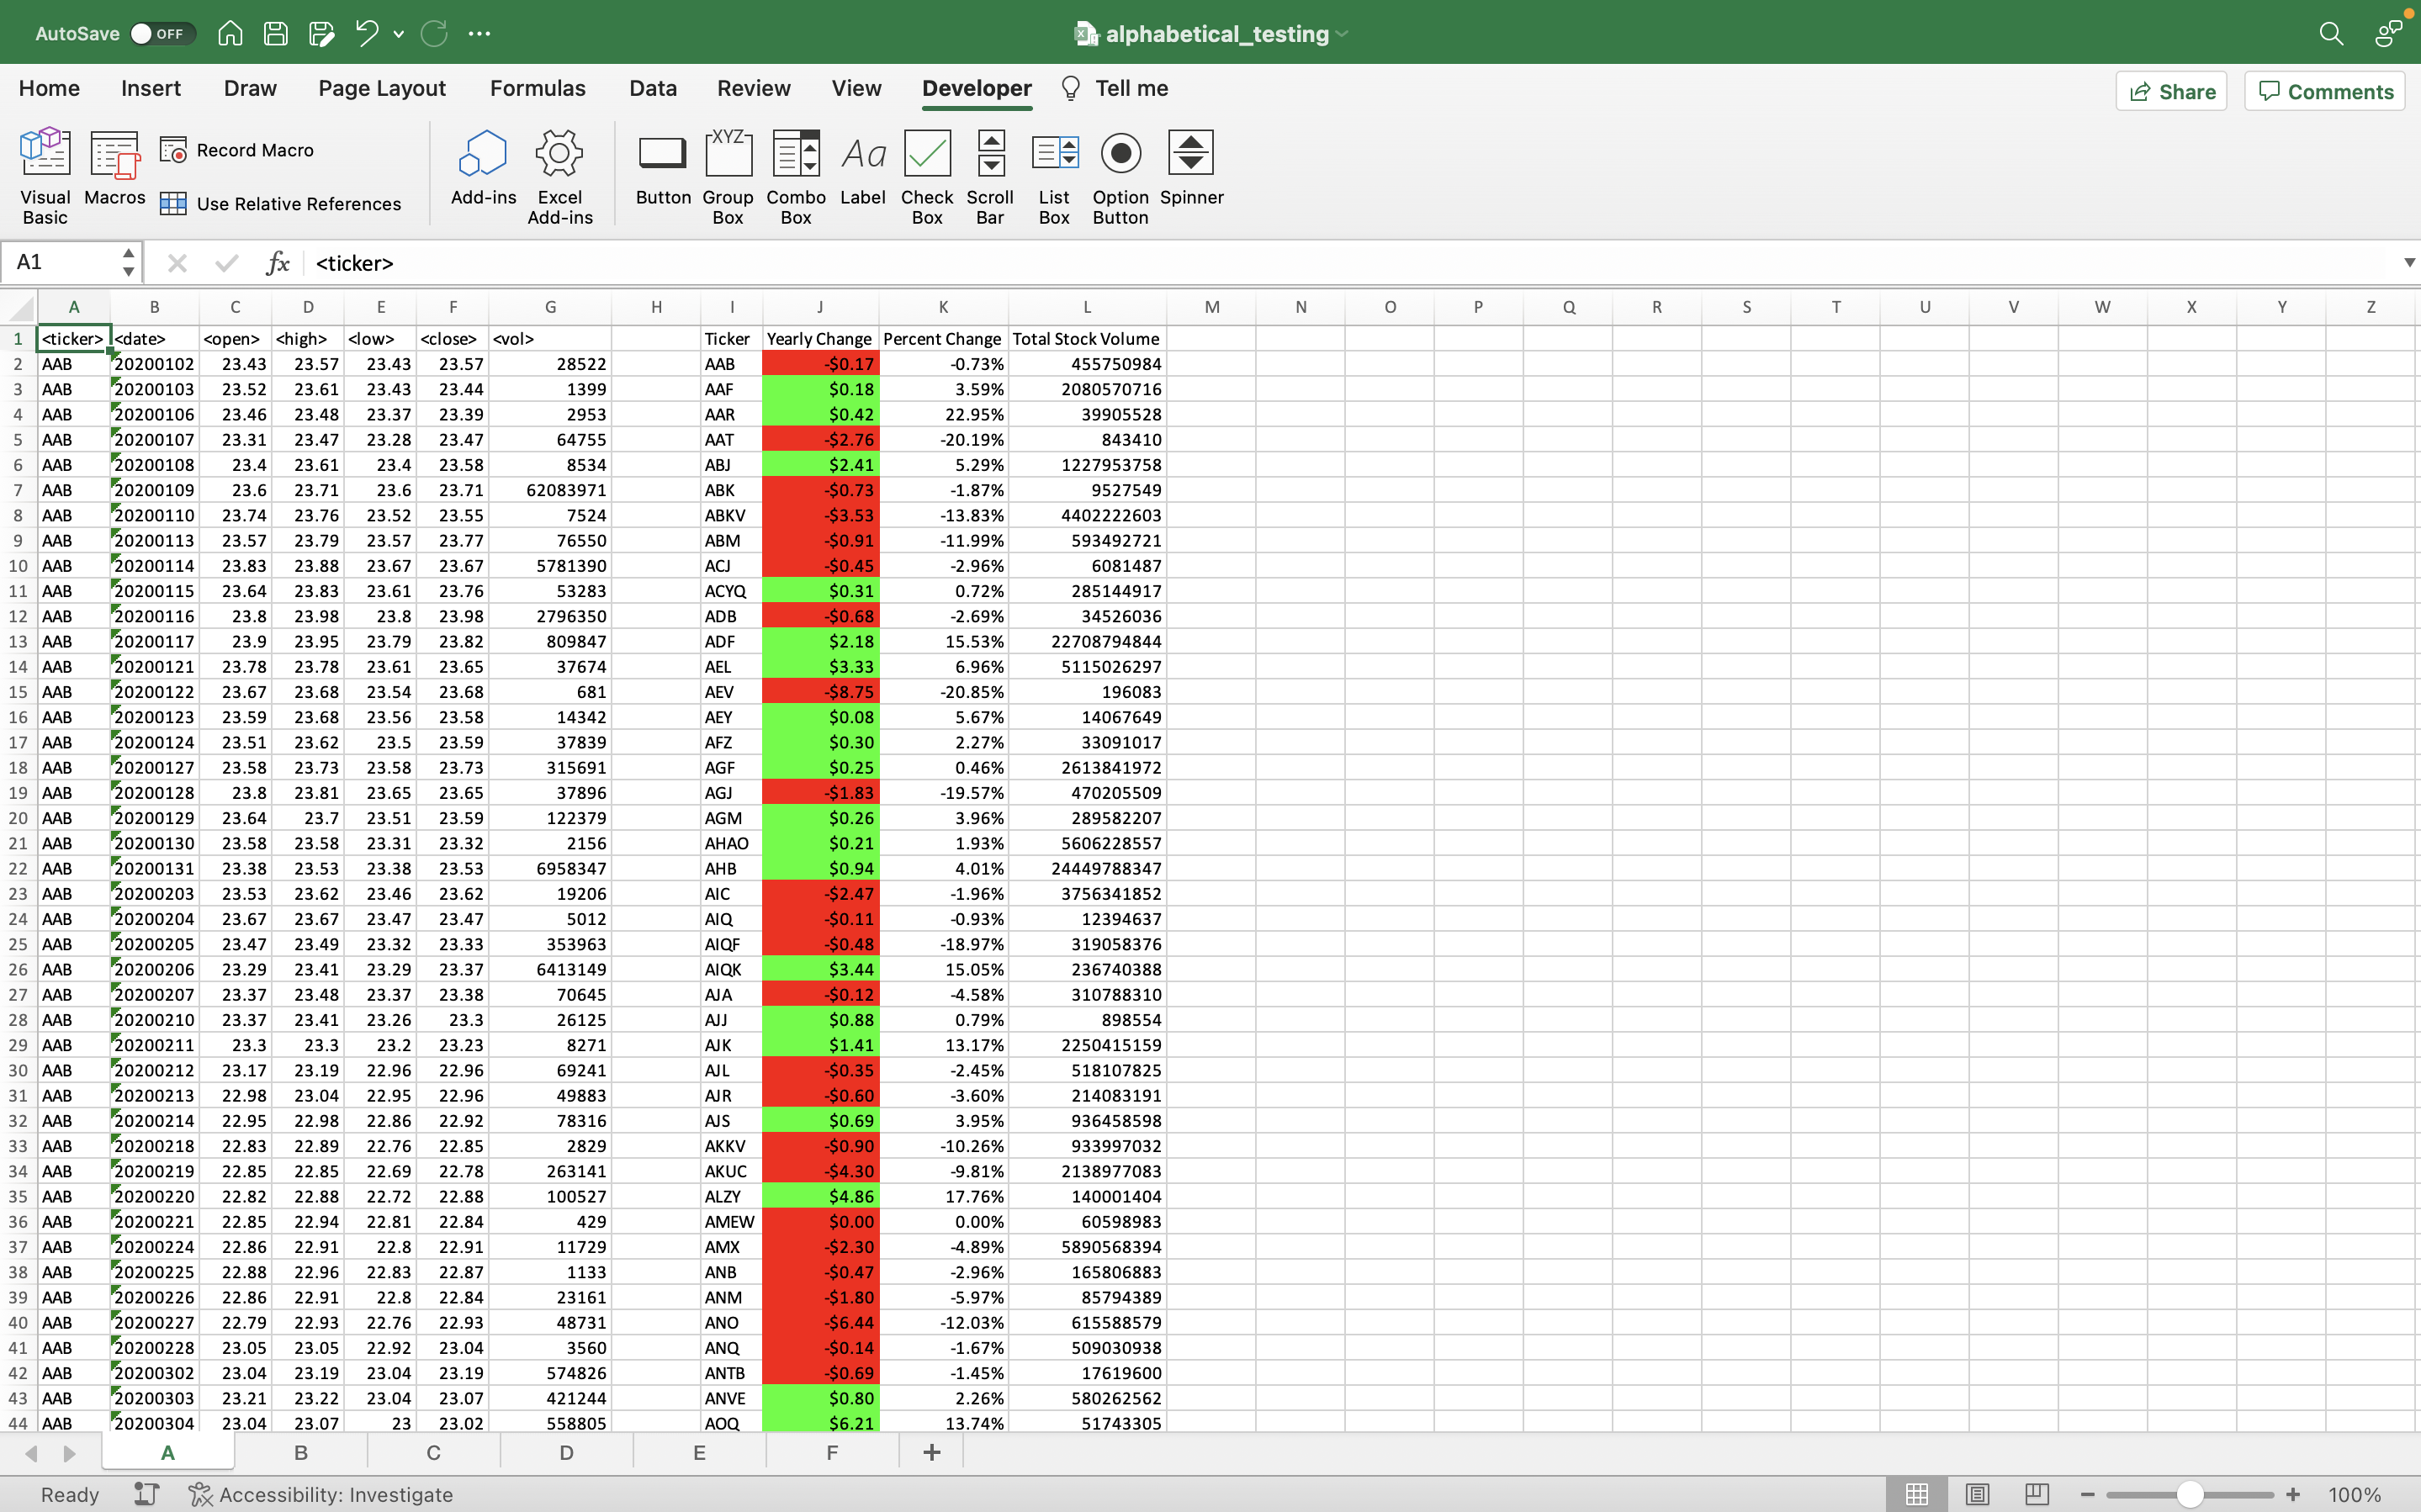 AutoSave OFF alphabetical_testing
Home Insert Draw Page Layout Formulas Data Review View Developer Tell me Share Comments
Visual Basic Macros Record Macro Use Relative References Add-ins Excel Add-ins Button XYZ Group Box Combo Box Aa Label Check Box Scroll Bar List Box Option Button Spinner
A1 fx <ticker>
A B C D E F G H I J K L M N O P Q R S T U V W X Y Z
1 <ticker> <date> <open> <high> <low> <close> <vol> Ticker Yearly Change Percent Change Total Stock Volume
2 AAB 20200102 23.43 23.57 23.43 23.57 28522 AAB -$0.17 -0.73% 455750984
3 AAB 20200103 23.52 23.61 23.43 23.44 1399 AAF $0.18 3.59% 2080570716
4 AAB 20200106 23.46 23.48 23.37 23.39 2953 AAR $0.42 22.95% 39905528
5 AAB 20200107 23.31 23.47 23.28 23.47 64755 AAT -$2.76 -20.19% 843410
6 AAB 20200108 23.4 23.61 23.4 23.58 8534 ABJ $2.41 5.29% 1227953758
7 AAB 20200109 23.6 23.71 23.6 23.71 62083971 ABK -$0.73 -1.87% 9527549
8 AAB 20200110 23.74 23.76 23.52 23.55 7524 ABKV -$3.53 -13.83% 4402222603
9 AAB 20200113 23.57 23.79 23.57 23.77 76550 ABM -$0.91 -11.99% 593492721
10 AAB 20200114 23.83 23.88 23.67 23.67 5781390 ACJ -$0.45 -2.96% 6081487
11 AAB 20200115 23.64 23.83 23.61 23.76 53283 ACYQ $0.31 0.72% 285144917
12 AAB 20200116 23.8 23.98 23.8 23.98 2796350 ADB -$0.68 -2.69% 34526036
13 AAB 20200117 23.9 23.95 23.79 23.82 809847 ADF $2.18 15.53% 22708794844
14 AAB 20200121 23.78 23.78 23.61 23.65 37674 AEL $3.33 6.96% 5115026297
15 AAB 20200122 23.67 23.68 23.54 23.68 681 AEV -$8.75 -20.85% 196083
16 AAB 20200123 23.59 23.68 23.56 23.58 14342 AEY $0.08 5.67% 14067649
17 AAB 20200124 23.51 23.62 23.5 23.59 37839 AFZ $0.30 2.27% 33091017
18 AAB 20200127 23.58 23.73 23.58 23.73 315691 AGF $0.25 0.46% 2613841972
19 AAB 20200128 23.8 23.81 23.65 23.65 37896 AGJ -$1.83 -19.57% 470205509
20 AAB 20200129 23.64 23.7 23.51 23.59 122379 AGM $0.26 3.96% 289582207
21 AAB 20200130 23.58 23.58 23.31 23.32 2156 AHAO $0.21 1.93% 5606228557
22 AAB 20200131 23.38 23.53 23.38 23.53 6958347 AHB $0.94 4.01% 24449788347
23 AAB 20200203 23.53 23.62 23.46 23.62 19206 AIC -$2.47 -1.96% 3756341852
24 AAB 20200204 23.67 23.67 23.47 23.47 5012 AIQ -$0.11 -0.93% 12394637
25 AAB 20200205 23.47 23.49 23.32 23.33 353963 AIQF -$0.48 -18.97% 319058376
26 AAB 20200206 23.29 23.41 23.29 23.37 6413149 AIQK $3.44 15.05% 236740388
27 AAB 20200207 23.37 23.48 23.37 23.38 70645 AJA -$0.12 -4.58% 310788310
28 AAB 20200210 23.37 23.41 23.26 23.3 26125 AJJ $0.88 0.79% 898554
29 AAB 20200211 23.3 23.3 23.2 23.23 8271 AJK $1.41 13.17% 2250415159
30 AAB 20200212 23.17 23.19 22.96 22.96 69241 AJL -$0.35 -2.45% 518107825
31 AAB 20200213 22.98 23.04 22.95 22.96 49883 AJR -$0.60 -3.60% 214083191
32 AAB 20200214 22.95 22.98 22.86 22.92 78316 AJS $0.69 3.95% 936458598
33 AAB 20200218 22.83 22.89 22.76 22.85 2829 AKKV -$0.90 -10.26% 933997032
34 AAB 20200219 22.85 22.85 22.69 22.78 263141 AKUC -$4.30 -9.81% 2138977083
35 AAB 20200220 22.82 22.88 22.72 22.88 100527 ALZY $4.86 17.76% 140001404
36 AAB 20200221 22.85 22.94 22.81 22.84 429 AMEW $0.00 0.00% 60598983
37 AAB 20200224 22.86 22.91 22.8 22.91 11729 AMX -$2.30 -4.89% 5890568394
38 AAB 20200225 22.88 22.96 22.83 22.87 1133 ANB -$0.47 -2.96% 165806883
39 AAB 20200226 22.86 22.91 22.8 22.84 23161 ANM -$1.80 -5.97% 85794389
40 AAB 20200227 22.79 22.93 22.76 22.93 48731 ANO -$6.44 -12.03% 615588579
41 AAB 20200228 23.05 23.05 22.92 23.04 3560 ANQ -$0.14 -1.67% 509030938
42 AAB 20200302 23.04 23.19 23.04 23.19 574826 ANTB -$0.69 -1.45% 17619600
43 AAB 20200303 23.21 23.22 23.04 23.07 421244 ANVE $0.80 2.26% 580262562
44 AAB 20200304 23.04 23.07 23 23.02 558805 AOQ $6.21 13.74% 51743305
A B C D E F +
Ready Accessibility: Investigate 100%